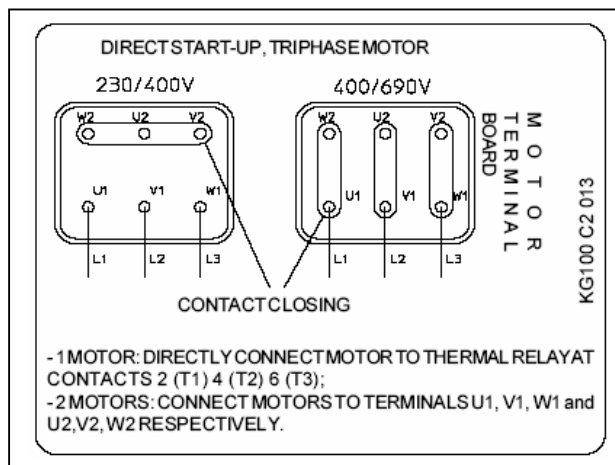 DIRECT START-UP, TRIPHASE MOTOR
230/400V
400/690V
W2 U2 V2
W2 U2 V2
U1 V1 W1
U1 V1 W1
L1 L2 L3
L1 L2 L3
MOTOR
TERMINAL
BOARD
KG100 C2 013
CONTACT CLOSING
- 1 MOTOR: DIRECTLY CONNECT MOTOR TO THERMAL RELAY AT
CONTACTS 2 (T1) 4 (T2) 6 (T3);
- 2 MOTORS: CONNECT MOTORS TO TERMINALS U1, V1, W1 and
U2,V2, W2 RESPECTIVELY.